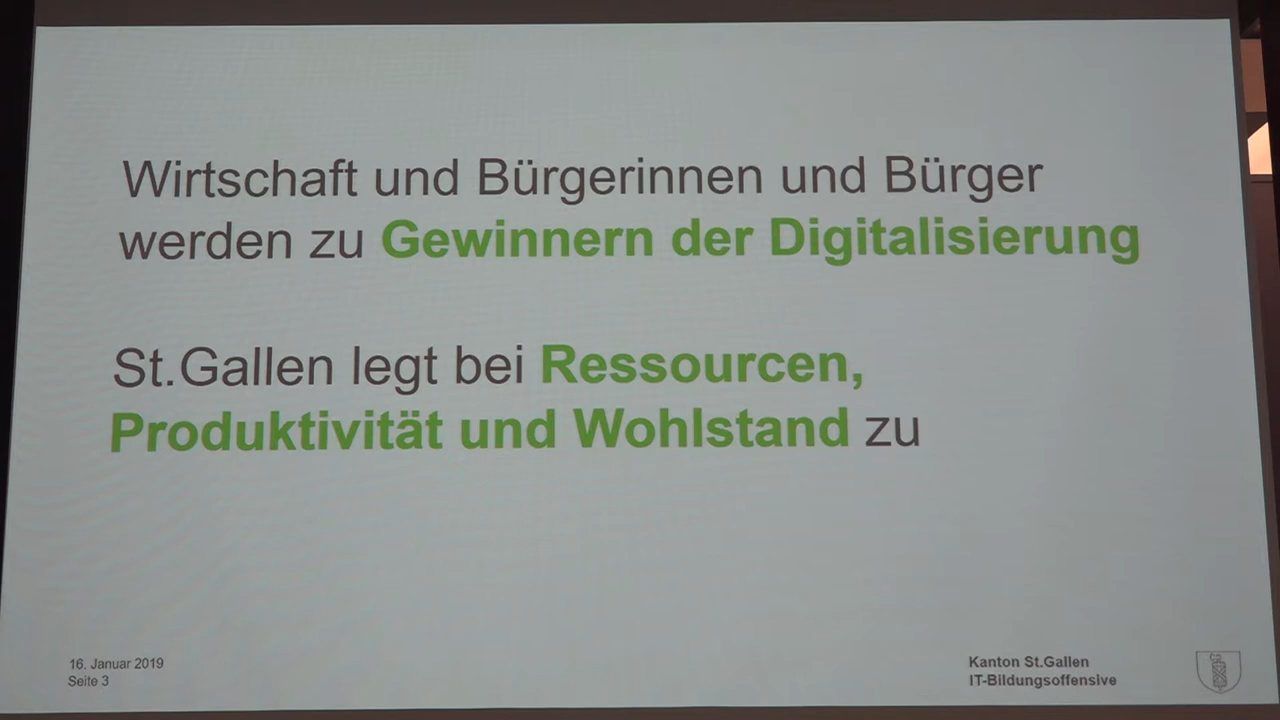 Wirtschaft und Bürgerinnen und Bürger
werden zu Gewinnern der Digitalisierung
St.Gallen legt bei Ressourcen,
Produktivität und Wohlstand zu
16. Januar 2019
Seite 3
Kanton St.Gallen
IT-Bildungsoffensive